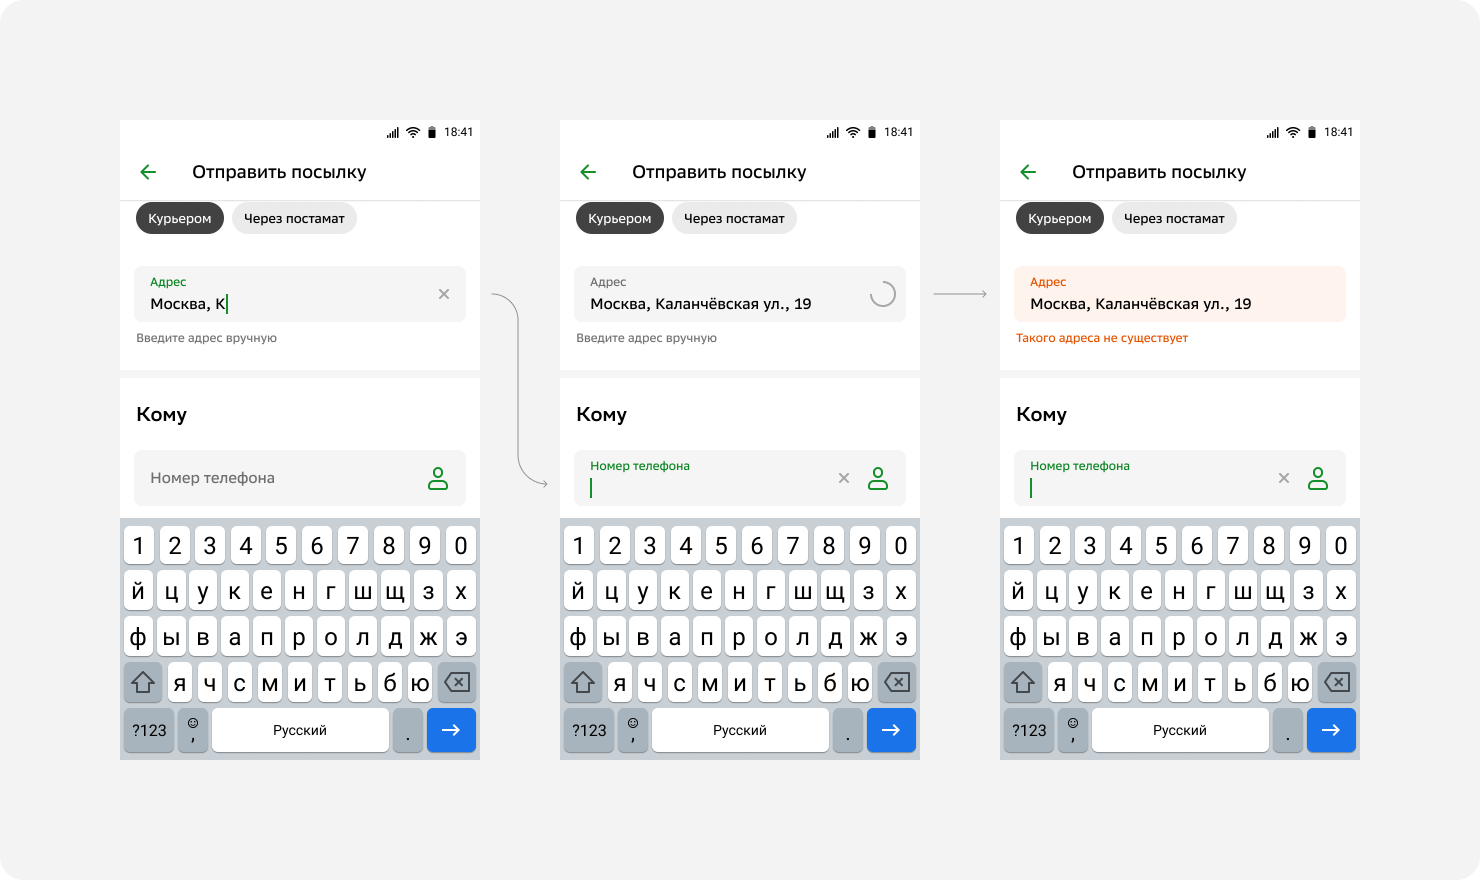 18:41
Отправить посылку
Курьером Через постамат
Адрес
Москва, К
Введите адрес вручную
Кому
Номер телефона
1 2 3 4 5 6 7 8 9 0
й ц у к е н г ш щ з х
ф ы в а п р о л д ж э
я ч с м и т ь б ю
?123 , Русский .
18:41
Отправить посылку
Курьером Через постамат
Адрес
Москва, Каланчёвская ул., 19
Введите адрес вручную
Кому
Номер телефона
1 2 3 4 5 6 7 8 9 0
й ц у к е н г ш щ з х
ф ы в а п р о л д ж э
я ч с м и т ь б ю
?123 , Русский .
18:41
Отправить посылку
Курьером Через постамат
Адрес
Москва, Каланчёвская ул., 19
Такого адреса не существует
Кому
Номер телефона
1 2 3 4 5 6 7 8 9 0
й ц у к е н г ш щ з х
ф ы в а п р о л д ж э
я ч с м и т ь б ю
?123 , Русский .